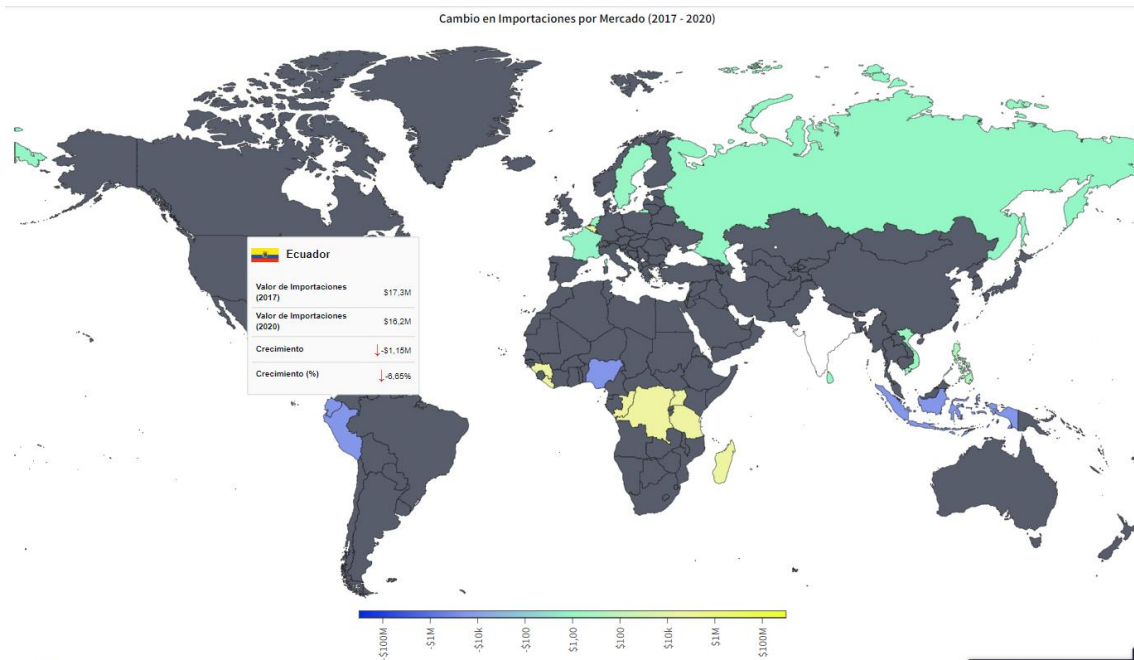 Cambio en Importaciones por Mercado (2017 - 2020)
Ecuador
Valor de Importaciones
(2017)
$17,3M
Valor de Importaciones
(2020)
$16,2M
Crecimiento
↓-$1,15M
Crecimiento (%)
↓-6,65%
-$100M
-$1M
-$10k
-$100
$1,00
$100
$10k
$1M
$100M